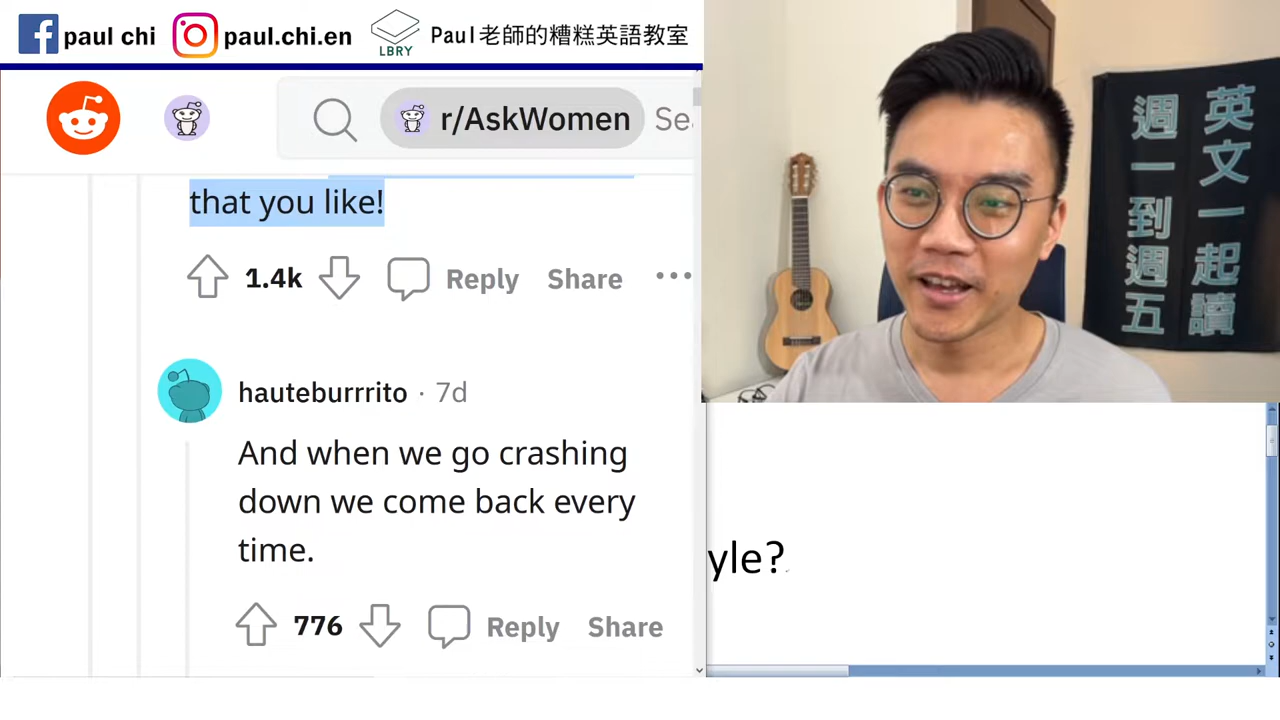 paul chi
paul.chi.en
LBRY
Paul老師的糟糕英語教室
r/AskWomen
Sea
that you like!
1.4k
Reply
Share
hauteburrrito · 7d
And when we go crashing
down we come back every
time.
776
Reply
Share
英文一起讀
週一到週五
yle?